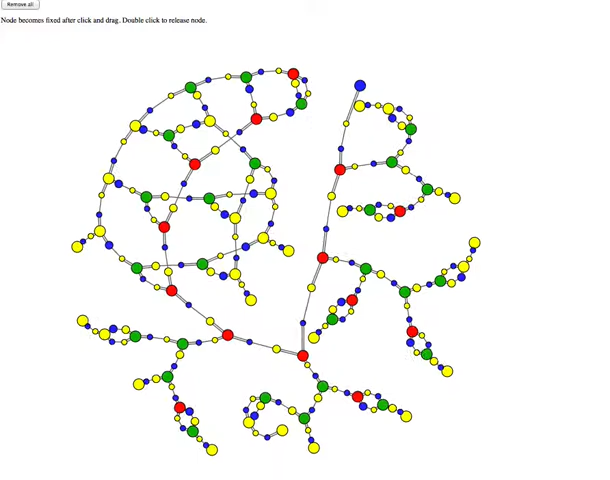 Remove all
Node becomes fixed after click and drag. Double click to release node.